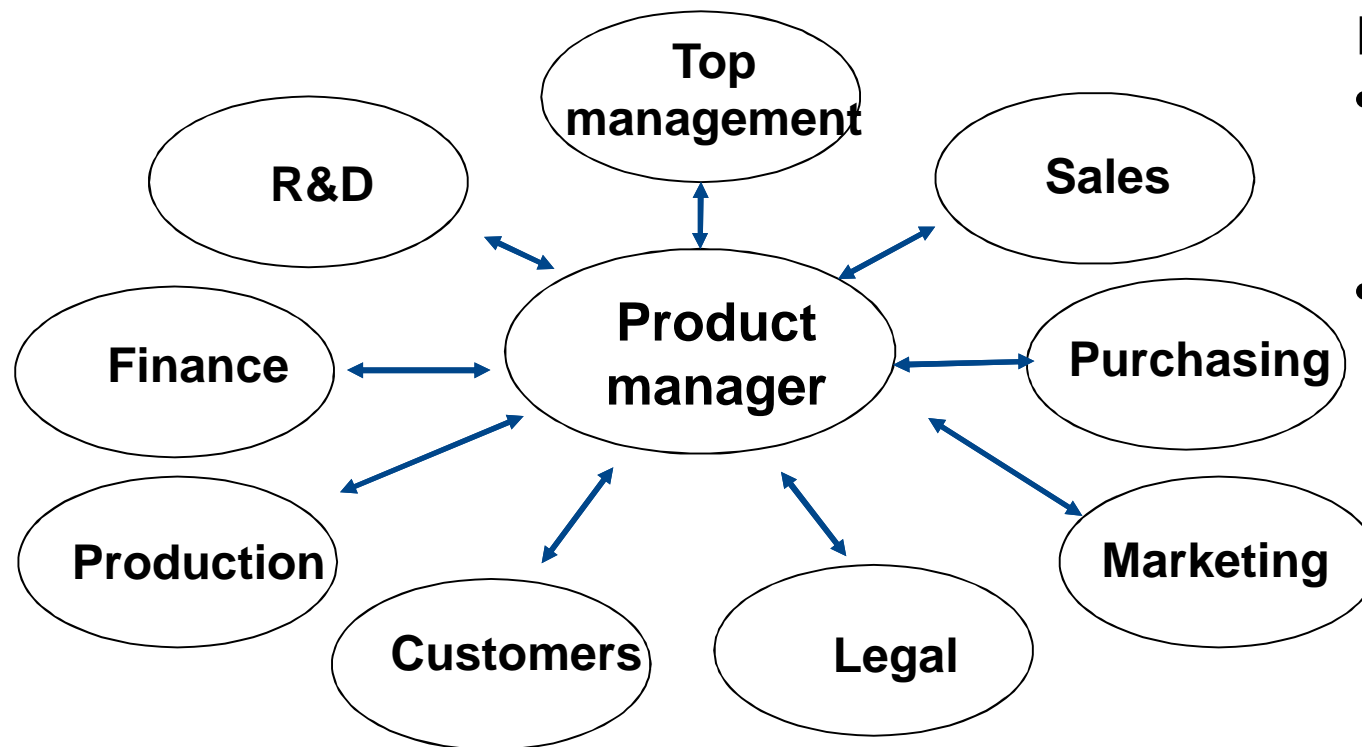 Top
management
R&D
Sales
Product
manager
Finance
Purchasing
Production
Marketing
Customers
Legal
•
•